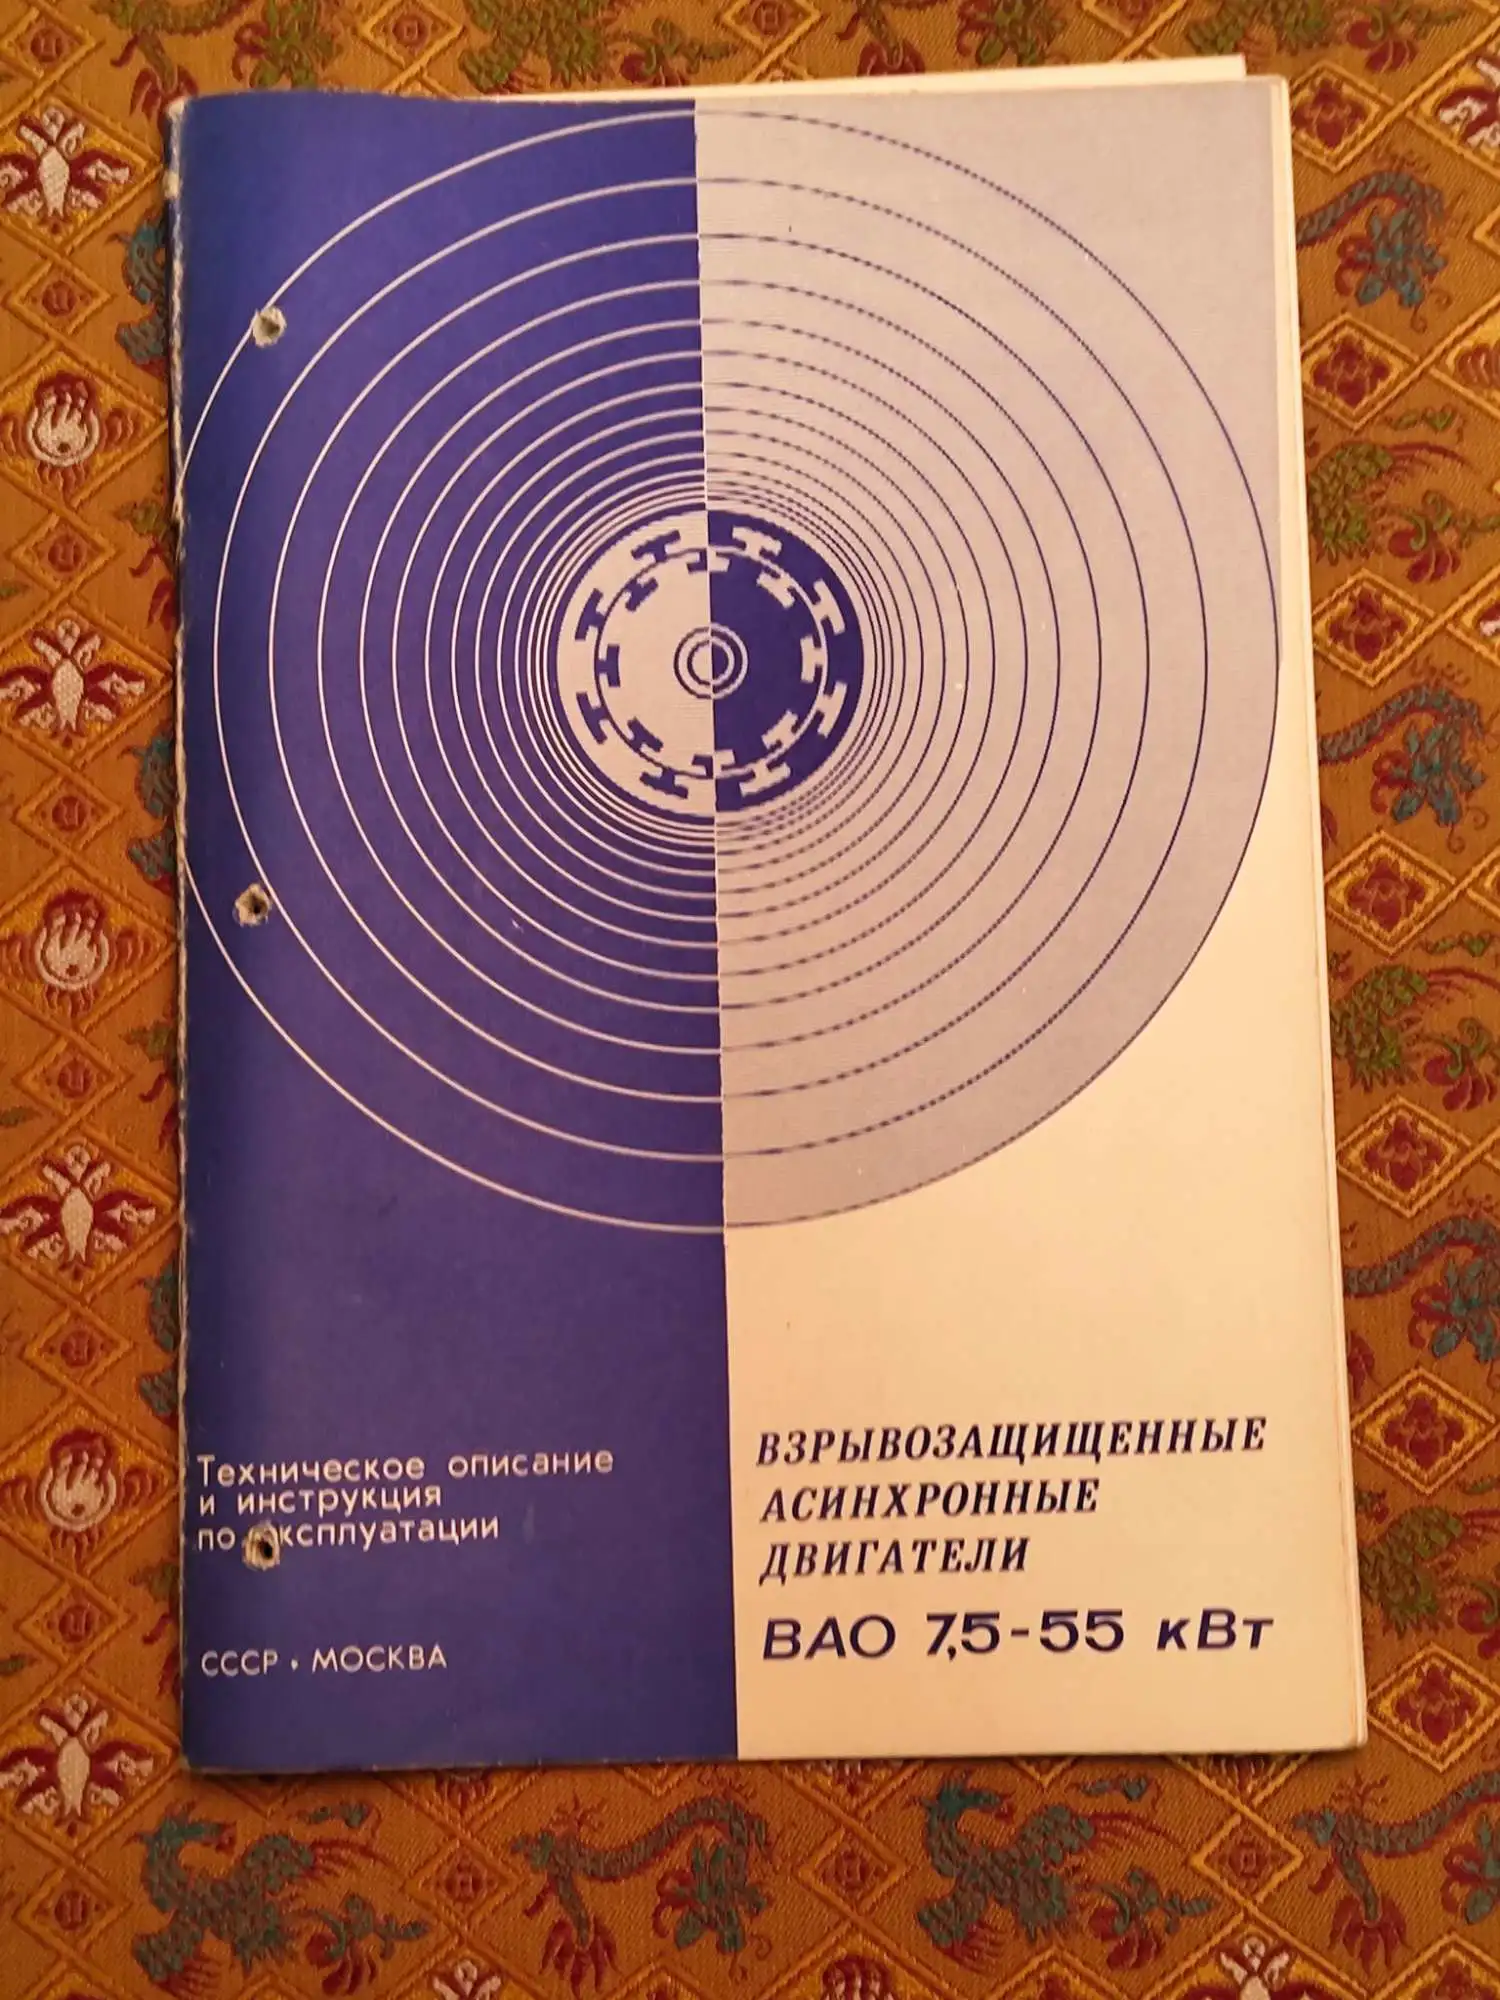 Техническое описание
и инструкция
по эксплуатации
СССР • МОСКВА
ВЗРЫВОЗАЩИЩЕННЫЕ
АСИНХРОННЫЕ
ДВИГАТЕЛИ
ВАО 7,5-55 кВт